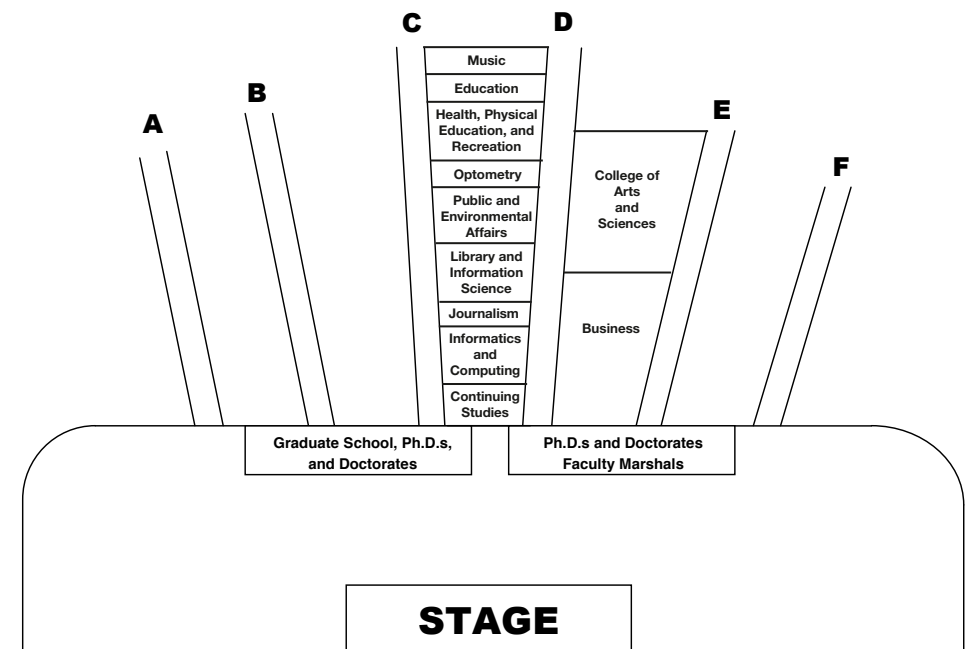 C
D
Music
Education
Health, Physical
Education, and
Recreation
Optometry
Public and
Environmental
Affairs
Library and
Information
Science
Journalism
Informatics
and
Computing
Continuing
Studies
A
B
E
F
College of
Arts
and
Sciences
Business
Graduate School, Ph.D.s,
and Doctorates
Ph.D.s and Doctorates
Faculty Marshals
STAGE